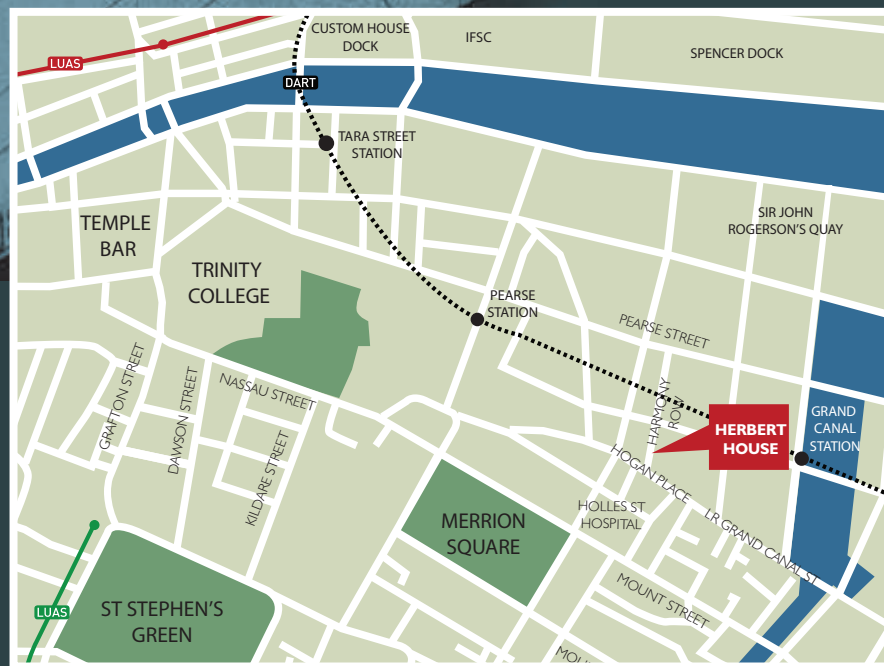 CUSTOM HOUSE
DOCK
IFSC
SPENCER DOCK
LUAS
DART
TARA STREET
STATION
TEMPLE
BAR
SIR JOHN
ROGERSON'S QUAY
TRINITY
COLLEGE
PEARSE
STATION
PEARSE STREET
GRAFTON STREET
DAWSON STREET
NASSAU STREET
KILDARE STREET
HARMONY
ROW
HERBERT
HOUSE
GRAND
CANAL
STATION
HOGAN PLACE
HOLLES ST
HOSPITAL
LR GRAND CANAL ST
MERRION
SQUARE
MOUNT STREET
LUAS
ST STEPHEN'S
GREEN